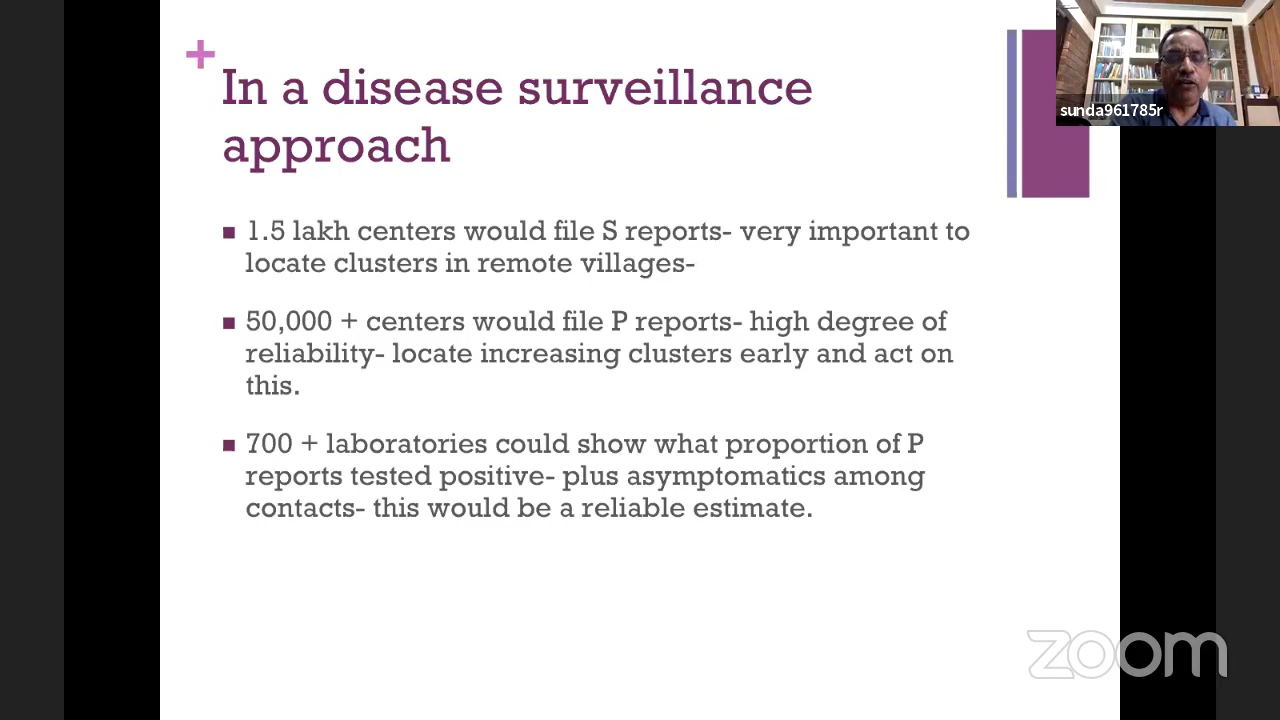 +
In a disease surveillance
approach
sunda961785r
■ 1.5 lakh centers would file S reports- very important to
locate clusters in remote villages-
■ 50,000 + centers would file P reports- high degree of
reliability- locate increasing clusters early and act on
this.
■ 700 + laboratories could show what proportion of P
reports tested positive- plus asymptomatics among
contacts- this would be a reliable estimate.
zoom